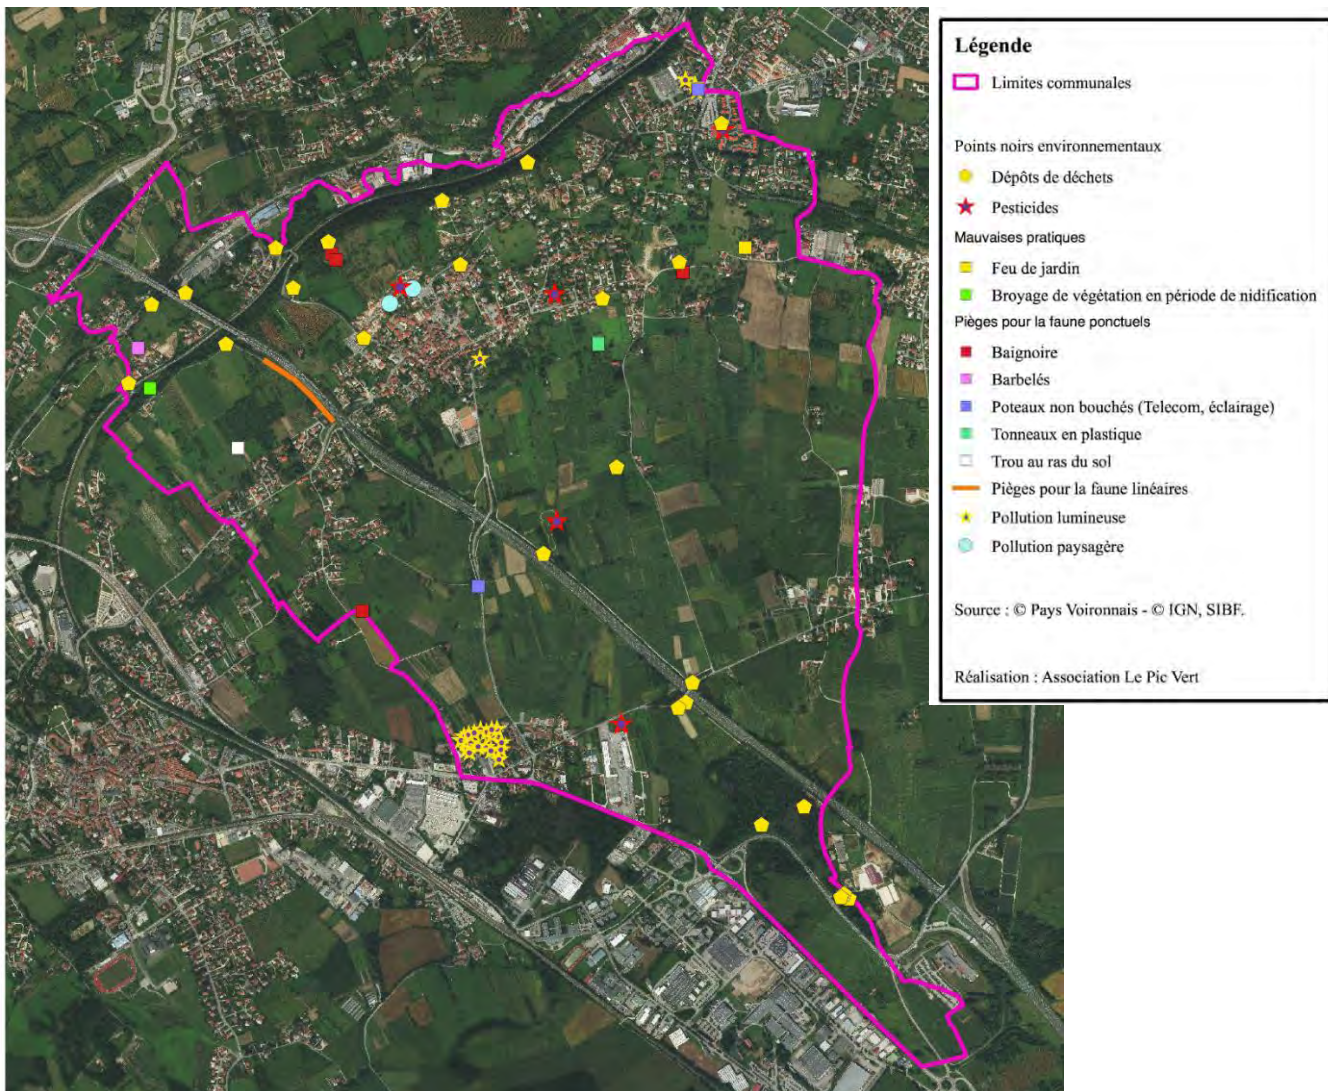 Légende
Limites communales
Points noirs environnementaux
Dépôts de déchets
Pesticides
Mauvaises pratiques
Feu de jardin
Broyage de végétation en période de nidification
Pièges pour la faune ponctuels
Baignoire
Barbelés
Poteaux non bouchés (Telecom, éclairage)
Tonneaux en plastique
Trou au ras du sol
Pièges pour la faune linéaires
Pollution lumineuse
Pollution paysagère
Source : © Pays Voironnais - © IGN, SIBF.
Réalisation : Association Le Pic Vert